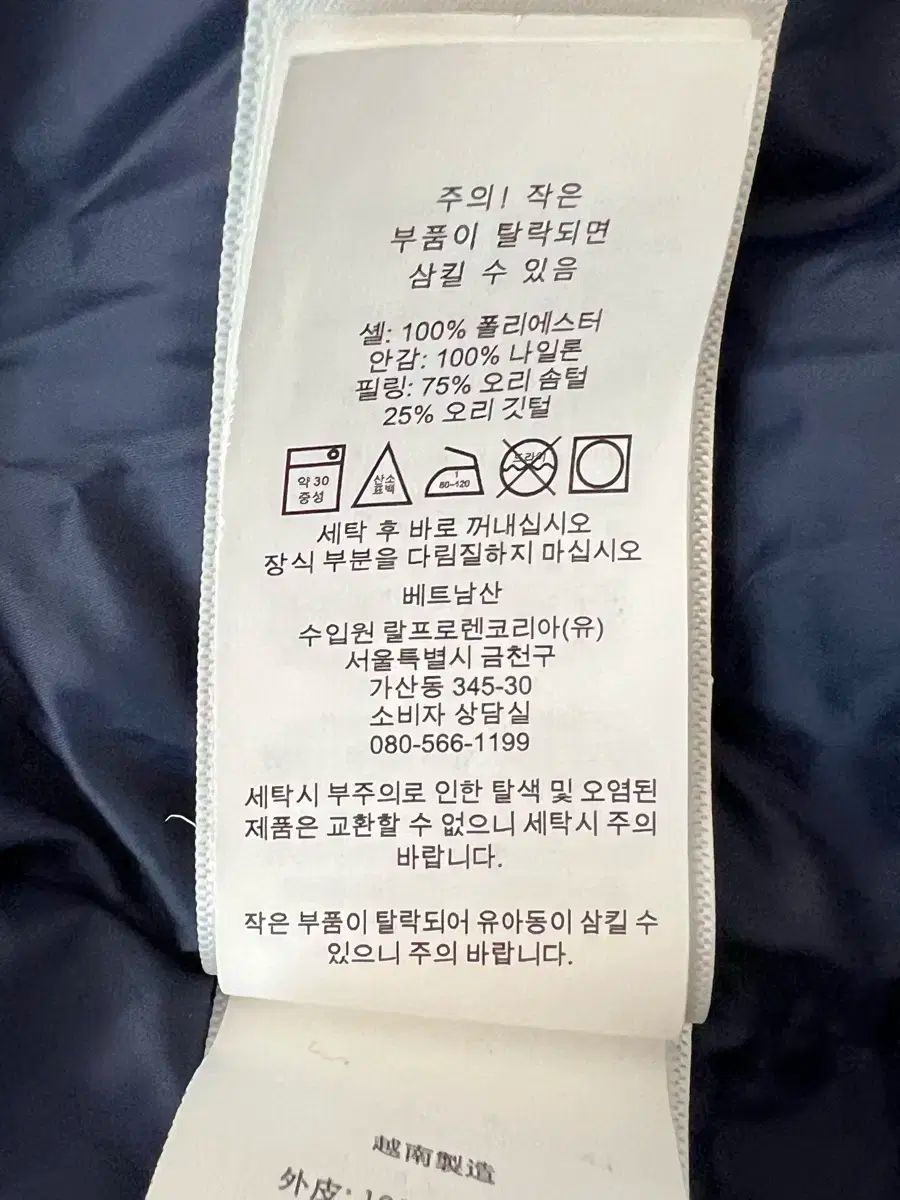 주의! 작은
부품이 탈락되면
삼킬 수 있음
셸: 100% 폴리에스터
안감: 100% 나일론
필링: 75% 오리 솜털
25% 오리 깃털
약 30
중성
산소
표백
1
80~120
드라이
세탁 후 바로 꺼내십시오
장식 부분을 다림질하지 마십시오
베트남산
수입원 랄프로렌코리아(유)
서울특별시 금천구
가산동 345-30
소비자 상담실
080-566-1199
세탁시 부주의로 인한 탈색 및 오염된
제품은 교환할 수 없으니 세탁시 주의
바랍니다.
작은 부품이 탈락되어 유아동이 삼킬 수
있으니 주의 바랍니다.
越南製造
外皮: